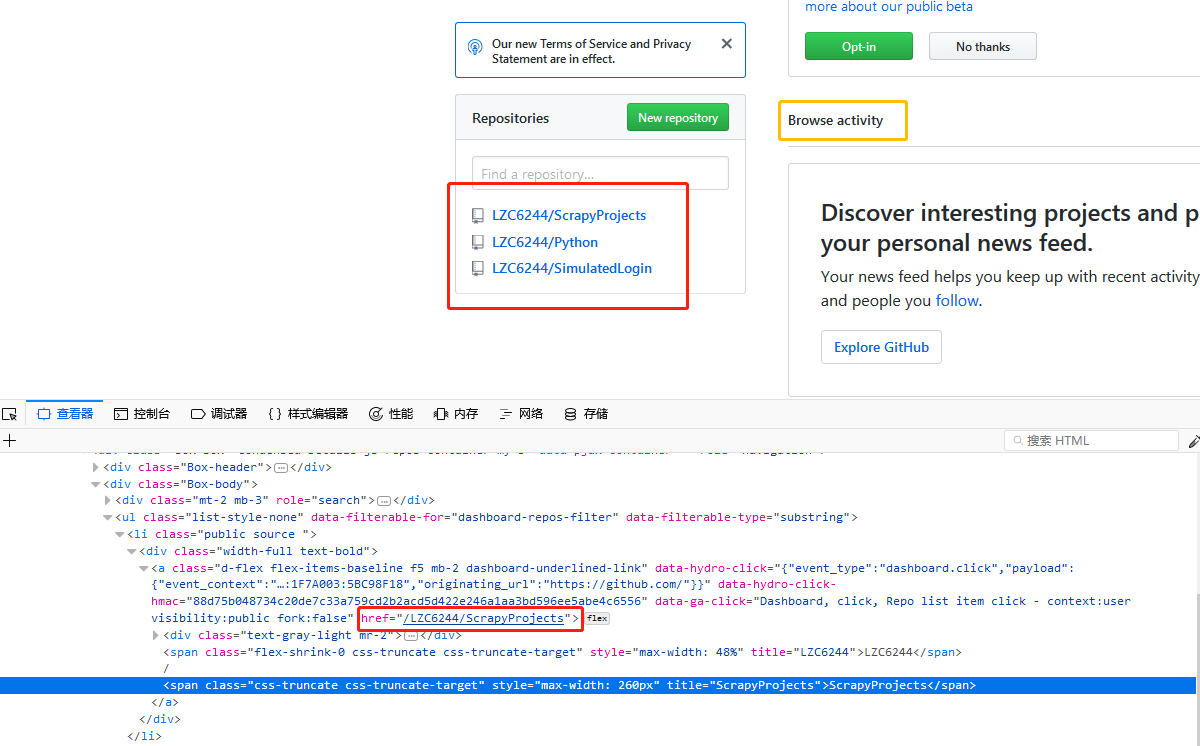 more about our public beta
Opt-in
No thanks
Our new Terms of Service and Privacy
Statement are in effect.
Repositories
New repository
Find a repository...
LZC6244/ScrapyProjects
LZC6244/Python
LZC6244/SimulatedLogin
Browse activity
Discover interesting projects and p
your personal news feed.
Your news feed helps you keep up with recent activity
and people you follow.
Explore GitHub
查看器 控制台 调试器 {} 样式编辑器 性能 内存 网络 存储
搜索 HTML
<div class="Box-header"></div>
<div class="Box-body">
<div class="mt-2 mb-3" role="search"></div>
<ul class="list-style-none" data-filterable-for="dashboard-repos-filter" data-filterable-type="substring">
<li class="public source ">
<div class="width-full text-bold">
<a class="d-flex flex-items-baseline f5 mb-2 dashboard-underlined-link" data-hydro-click="{"event_type":"dashboard.click","payload":
{"event_context":"…:1F7A003:5BC98F18","originating_url":"https://github.com/"}}" data-hydro-click-
hmac="88d75b048734c20de7c33a759cd2b2acd5d422e246a1aa3bd596ee5abe4c6556" data-ga-click="Dashboard, click, Repo list item click - context:user
visibility:public fork:false" href="/LZC6244/ScrapyProjects"> flex
<div class="text-gray-light mr-2"></div>
<span class="flex-shrink-0 css-truncate css-truncate-target" style="max-width: 48%" title="LZC6244">LZC6244</span>
/
<span class="css-truncate css-truncate-target" style="max-width: 260px" title="ScrapyProjects">ScrapyProjects</span>
</a>
</div>
</li>